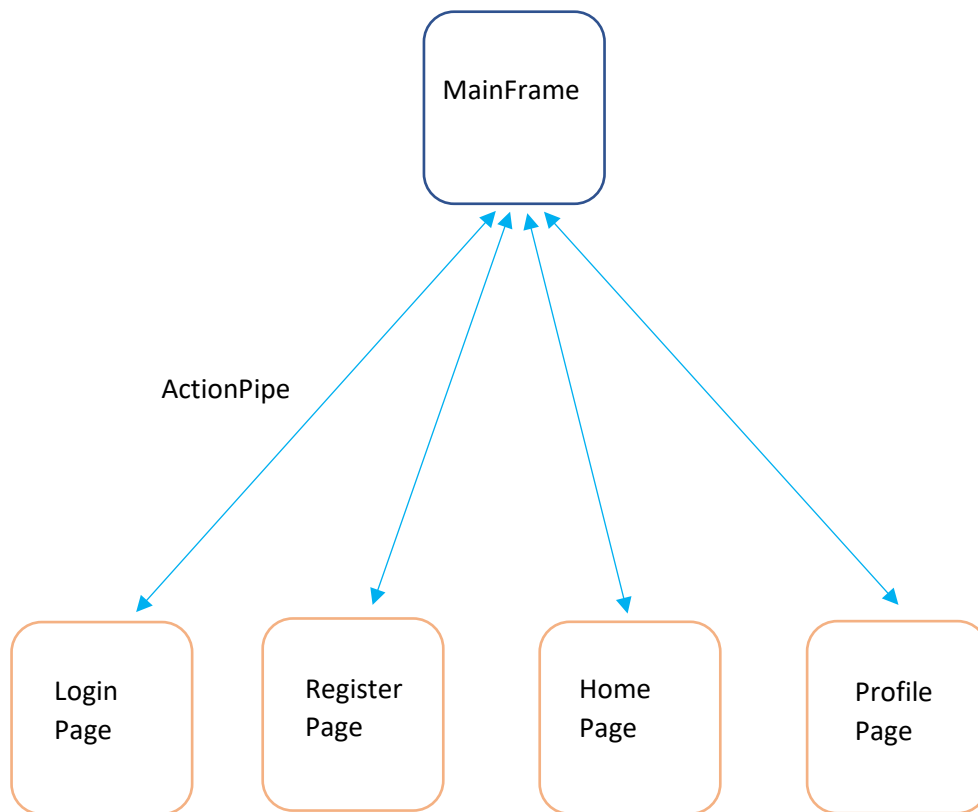 MainFrame
ActionPipe
Login
Page
Register
Page
Home
Page
Profile
Page